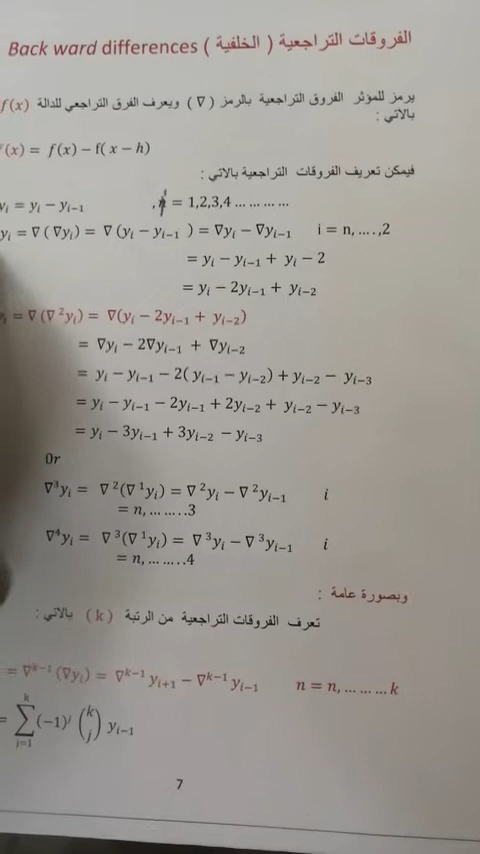 الفروقات التراجعية ( الخلفية ) Back ward differences
يرمز للمؤثر الفروق التراجعية بالرمز ( ∇ ) ويعرف الفرق التراجعي للدالة f(x)
بالاتي :
(x) = f(x) − f( x − h)
فيمكن تعريف الفروقات التراجعية بالاتي :
yᵢ = yᵢ − yᵢ₋₁ , = 1,2,3,4 … … … …
yᵢ = ∇ ( ∇yᵢ) = ∇ (yᵢ − yᵢ₋₁ ) = ∇yᵢ − ∇yᵢ₋₁ i = n, … . ,2
= yᵢ − yᵢ₋₁ + yᵢ − 2
= yᵢ − 2yᵢ₋₁ + yᵢ₋₂
= ∇ (∇ ²yᵢ) = ∇(yᵢ − 2yᵢ₋₁ + yᵢ₋₂)
= ∇yᵢ − 2∇yᵢ₋₁ + ∇yᵢ₋₂
= yᵢ − yᵢ₋₁ − 2( yᵢ₋₁ − yᵢ₋₂) + yᵢ₋₂ − yᵢ₋₃
= yᵢ − yᵢ₋₁ − 2yᵢ₋₁ + 2yᵢ₋₂ + yᵢ₋₂ − yᵢ₋₃
= yᵢ − 3yᵢ₋₁ + 3yᵢ₋₂ − yᵢ₋₃
Or
∇³yᵢ = ∇ ²(∇ ¹yᵢ) = ∇ ²yᵢ − ∇ ²yᵢ₋₁ i
= n, … … . .3
∇⁴yᵢ = ∇ ³(∇ ¹yᵢ) = ∇ ³yᵢ − ∇ ³yᵢ₋₁ i
= n, … … . .4
وبصورة عامة :
تعرف الفروقات التراجعية من الرتبة ( k ) بالاتي :
= ∇ᵏ⁻¹ (∇yᵢ) = ∇ᵏ⁻¹ yᵢ₊₁ − ∇ᵏ⁻¹ yᵢ₋₁ n = n, … … … k
= ∑ⱼ₌₁ᵏ (−1)ʲ (k j) yᵢ₋₁
7